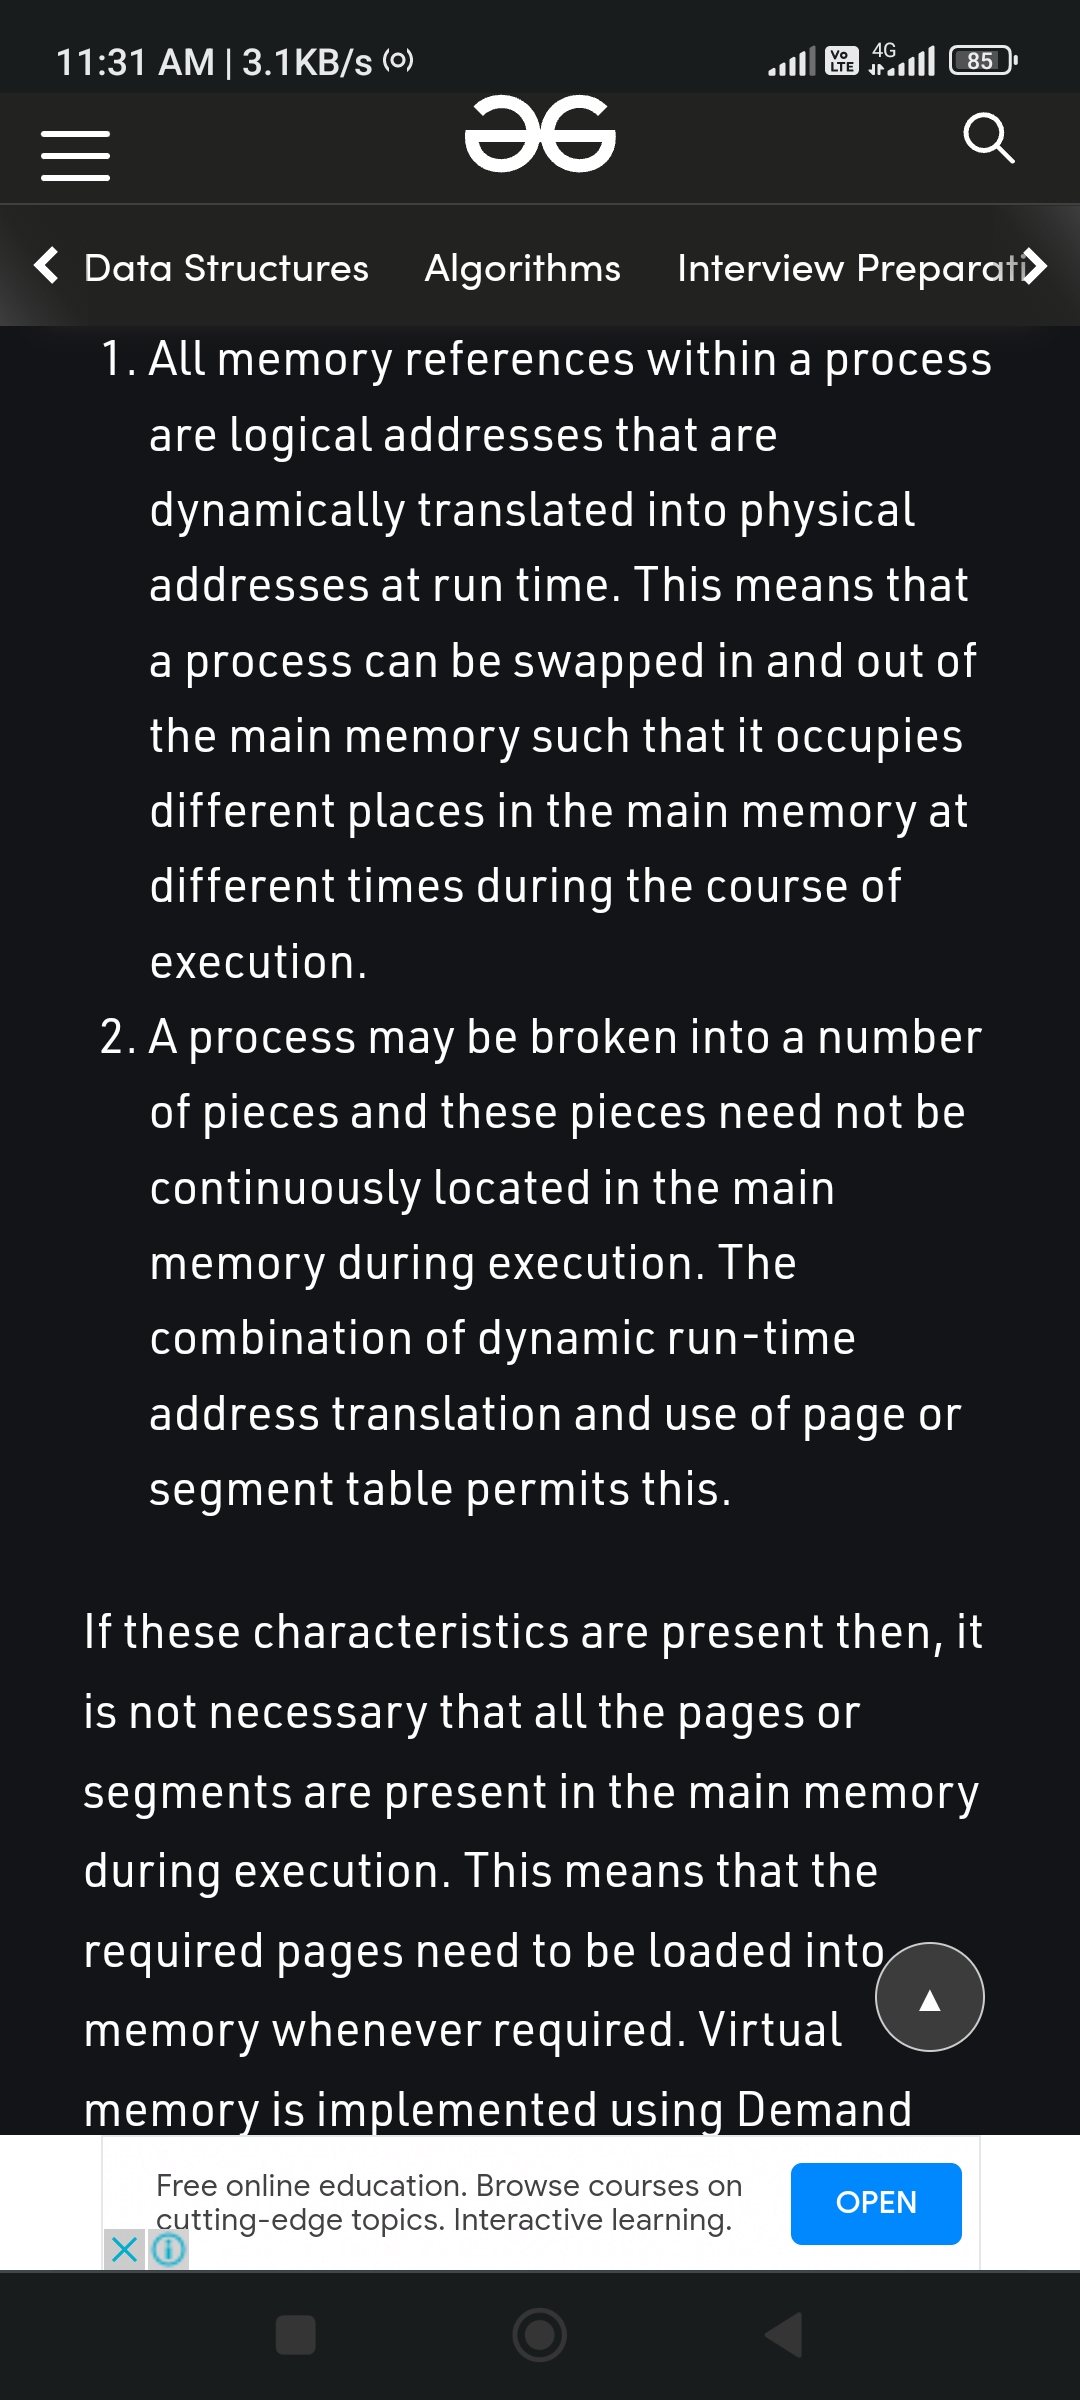 11:31 AM | 3.1KB/s
Vo LTE 4G 85
Data Structures Algorithms Interview Preparati
1. All memory references within a process
are logical addresses that are
dynamically translated into physical
addresses at run time. This means that
a process can be swapped in and out of
the main memory such that it occupies
different places in the main memory at
different times during the course of
execution.
2. A process may be broken into a number
of pieces and these pieces need not be
continuously located in the main
memory during execution. The
combination of dynamic run-time
address translation and use of page or
segment table permits this.
If these characteristics are present then, it
is not necessary that all the pages or
segments are present in the main memory
during execution. This means that the
required pages need to be loaded into
memory whenever required. Virtual
memory is implemented using Demand
Free online education. Browse courses on
cutting-edge topics. Interactive learning.
OPEN